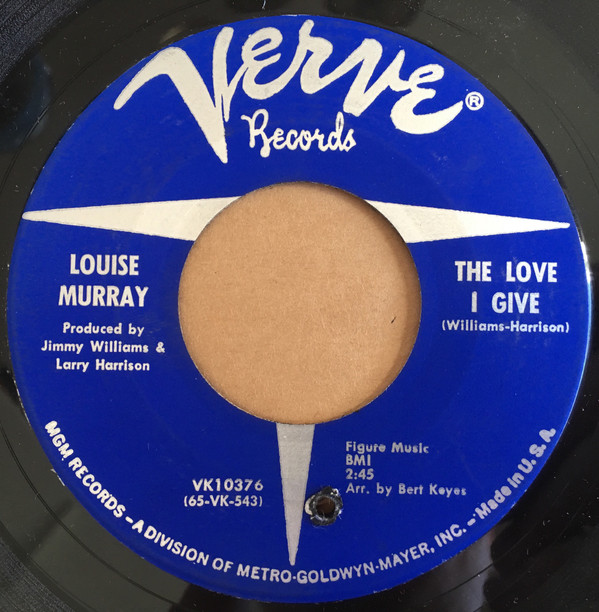 Verve®
Records
LOUISE
MURRAY
Produced by
Jimmy Williams &
Larry Harrison
THE LOVE
I GIVE
(Williams-Harrison)
VK10376
(65-VK-543)
Figure Music
BMI
2:45
Arr. by Bert Keyes
MGM RECORDS – A DIVISION OF METRO-GOLDWYN-MAYER, INC. – Made in U.S.A.